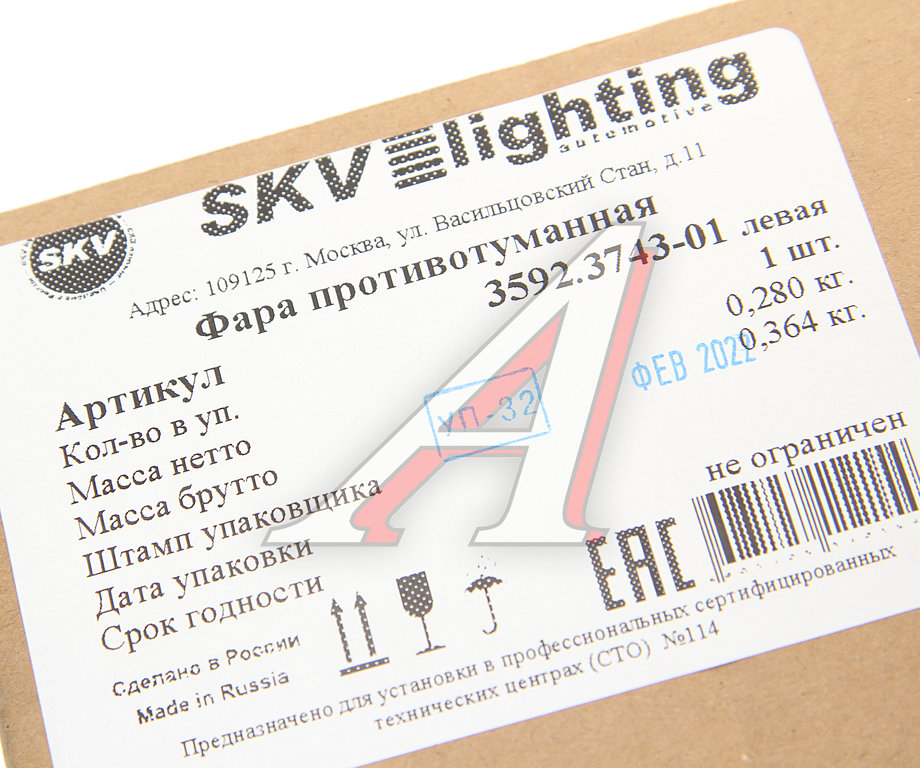 SKV lighting
automotive
SKV
Адрес: 109125 г. Москва, ул. Васильцовский Стан, д.11
Фара противотуманная
Артикул 3592.3743-01 левая
Кол-во в уп. 1 шт.
Масса нетто 0,280 кг.
Масса брутто 0,364 кг.
Штамп упаковщика УП-32
Дата упаковки ФЕВ 2022
Срок годности не ограничен
Сделано в России
Made in Russia
EAC
Предназначено для установки в профессиональных сертифицированных
технических центрах (СТО) №114